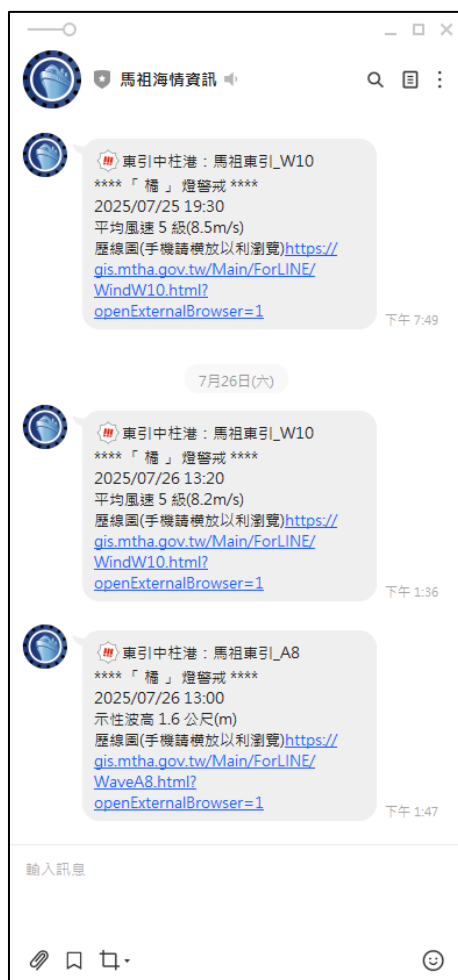 馬祖海情資訊
東引中柱港：馬祖東引_W10
**** 「 橘 」 燈警戒 ****
2025/07/25 19:30
平均風速 5 級(8.5m/s)
歷線圖(手機請橫放以利瀏覽)https://
gis.mtha.gov.tw/Main/ForLINE/
WindW10.html?
openExternalBrowser=1
下午 7:49
7月26日(六)
東引中柱港：馬祖東引_W10
**** 「 橘 」 燈警戒 ****
2025/07/26 13:20
平均風速 5 級(8.2m/s)
歷線圖(手機請橫放以利瀏覽)https://
gis.mtha.gov.tw/Main/ForLINE/
WindW10.html?
openExternalBrowser=1
下午 1:36
東引中柱港：馬祖東引_A8
**** 「 橘 」 燈警戒 ****
2025/07/26 13:00
示性波高 1.6 公尺(m)
歷線圖(手機請橫放以利瀏覽)https://
gis.mtha.gov.tw/Main/ForLINE/
WaveA8.html?
openExternalBrowser=1
下午 1:47
輸入訊息